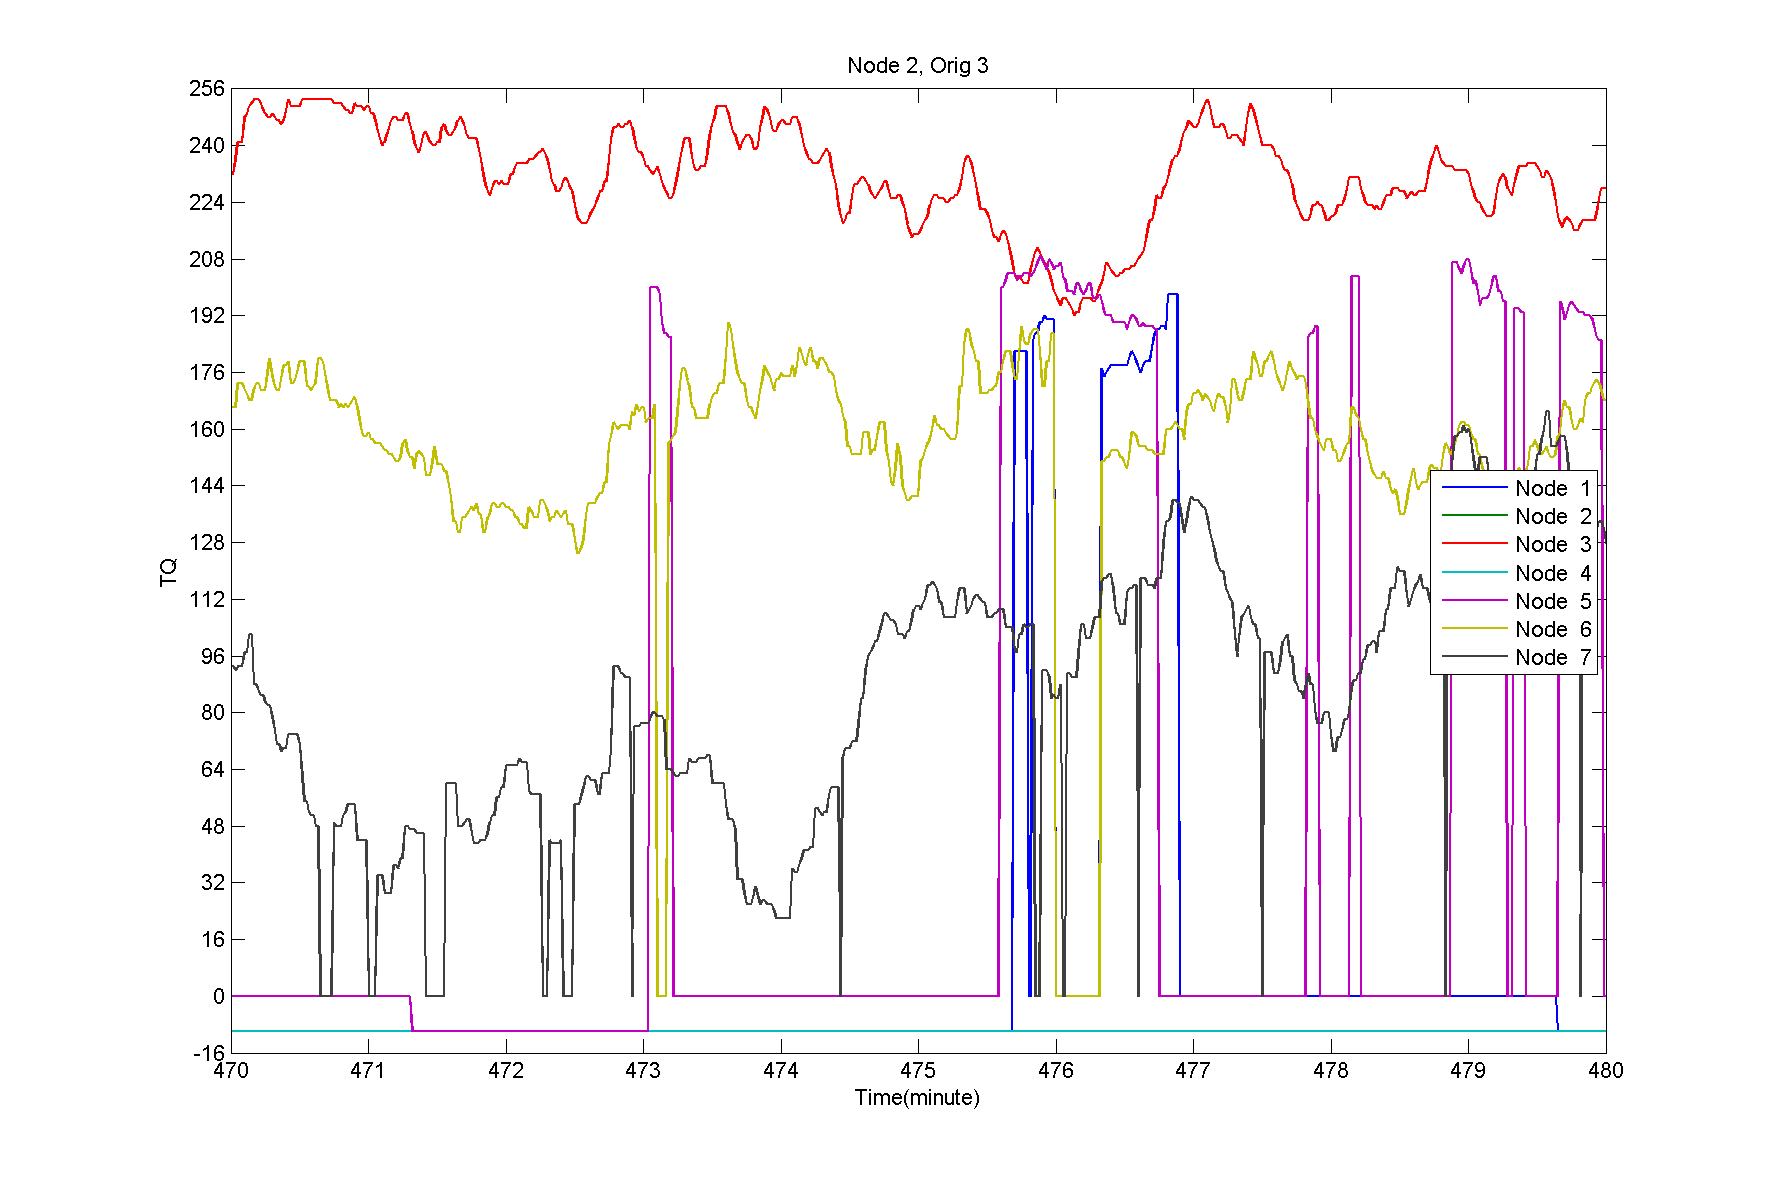 Node 2, Orig 3
256
240
224
208
192
176
160
144
128
112
96
80
64
48
32
16
0
-16
TQ
470 471 472 473 474 475 476 477 478 479 480
Time(minute)
Node 1
Node 2
Node 3
Node 4
Node 5
Node 6
Node 7